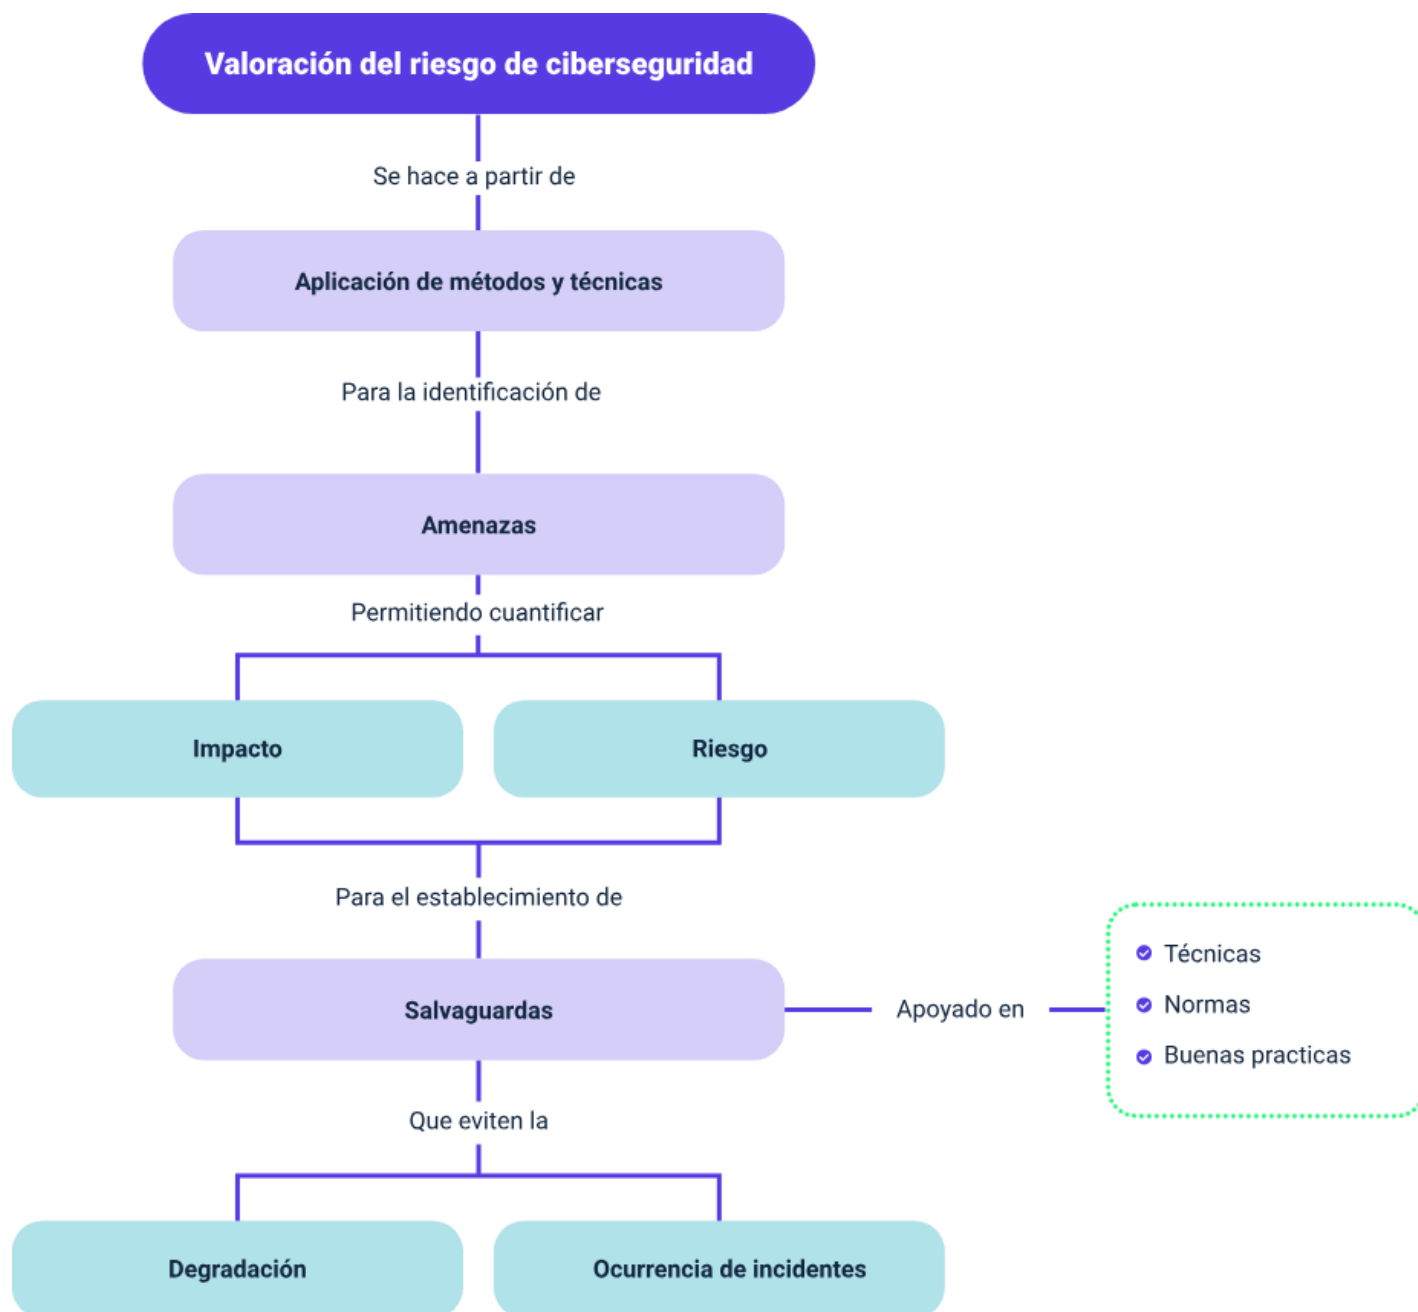 Valoración del riesgo de ciberseguridad
Se hace a partir de
Aplicación de métodos y técnicas
Para la identificación de
Amenazas
Permitiendo cuantificar
Impacto
Riesgo
Para el establecimiento de
Salvaguardas
Apoyado en
Técnicas
Normas
Buenas practicas
Que eviten la
Degradación
Ocurrencia de incidentes